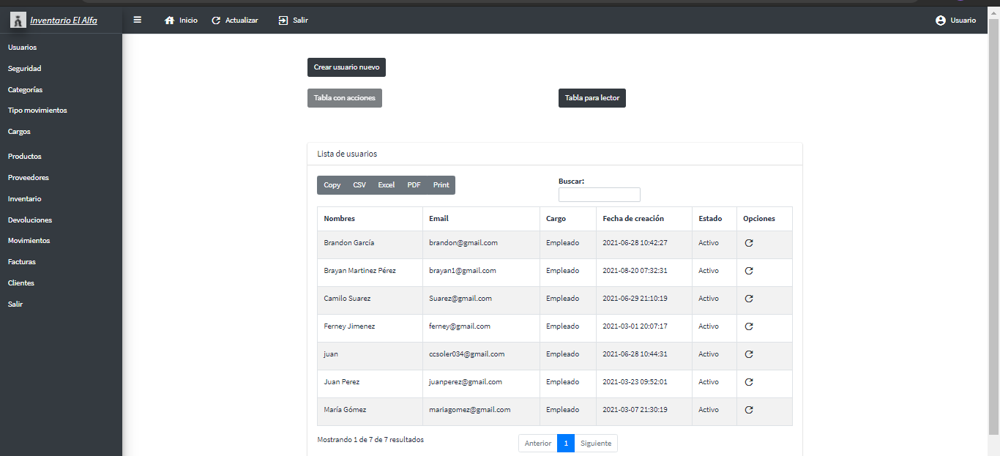 Inventario El Alfa
Inicio Actualizar Salir Usuario
Usuarios
Seguridad
Categorías
Tipo movimientos
Cargos
Productos
Proveedores
Inventario
Devoluciones
Movimientos
Facturas
Clientes
Salir
Crear usuario nuevo
Tabla con acciones Tabla para lector
Lista de usuarios
Copy CSV Excel PDF Print
Buscar:
Nombres Email Cargo Fecha de creación Estado Opciones
Brandon García brandon@gmail.com Empleado 2021-06-28 10:42:27 Activo
Brayan Martinez Pérez brayan1@gmail.com Empleado 2021-08-20 07:32:31 Activo
Camilo Suarez Suarez@gmail.com Empleado 2021-06-29 21:10:19 Activo
Ferney Jimenez ferney@gmail.com Empleado 2021-03-01 20:07:17 Activo
juan ccsoler034@gmail.com Empleado 2021-06-28 10:44:31 Activo
Juan Perez juanperez@gmail.com Empleado 2021-03-23 09:52:01 Activo
María Gómez mariagomez@gmail.com Empleado 2021-03-07 21:30:19 Activo
Mostrando 1 de 7 de 7 resultados
Anterior 1 Siguiente